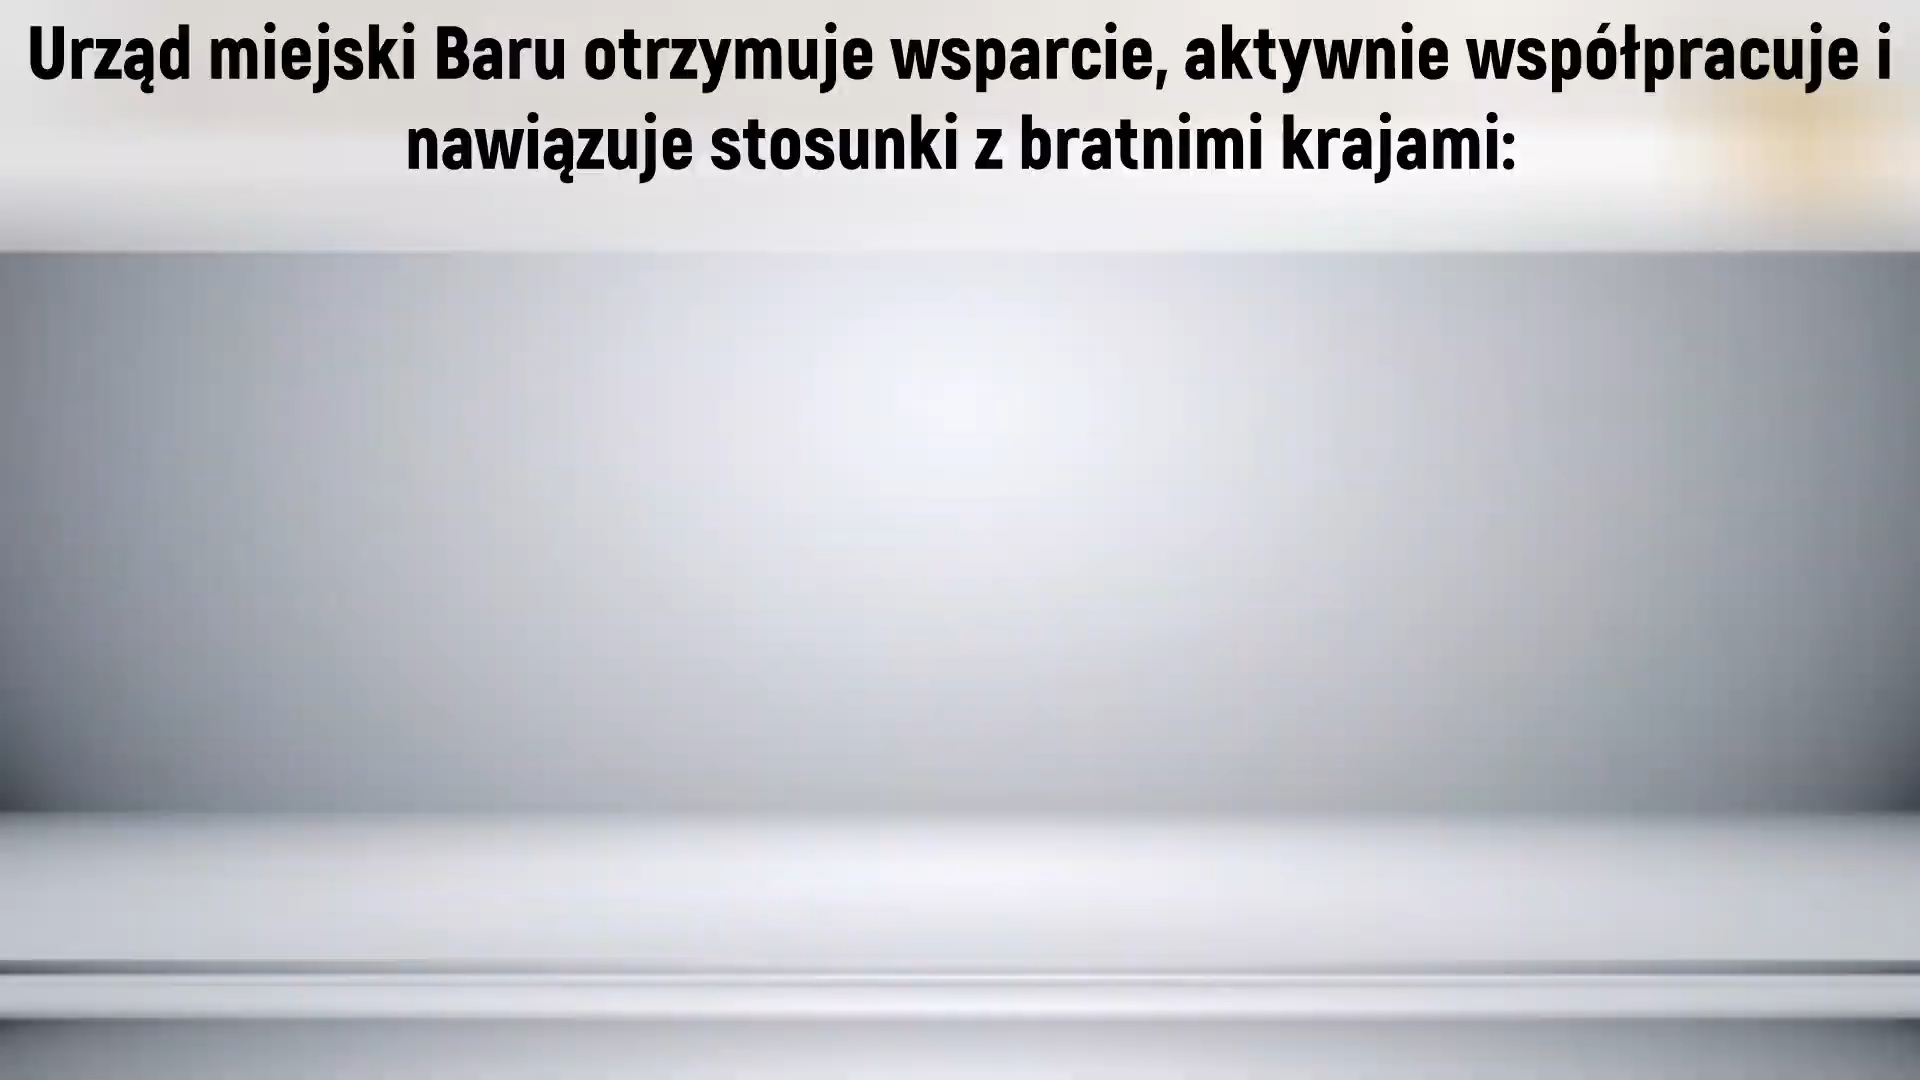 Urząd miejski Baru otrzymuje wsparcie, aktywnie współpracuje i
nawiązuje stosunki z bratnimi krajami: